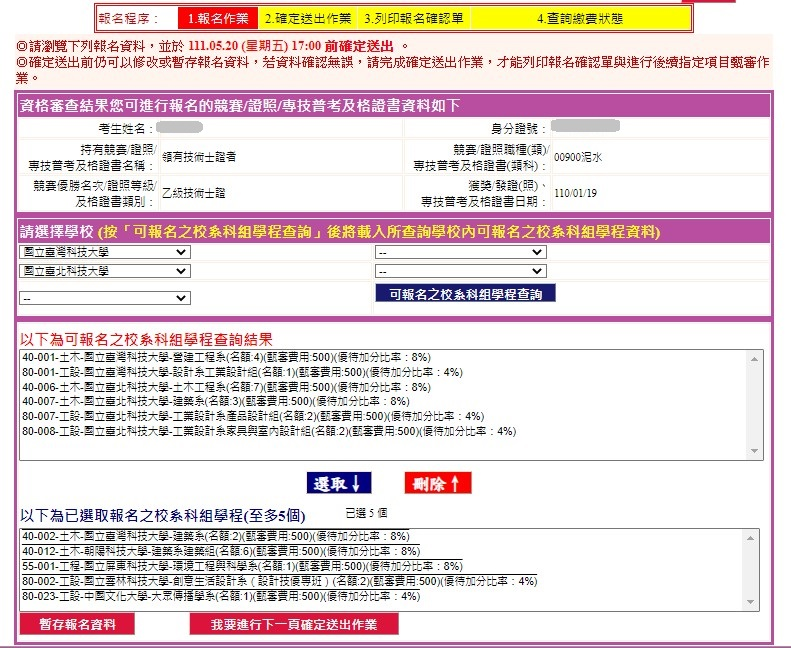 報名程序： 1.報名作業 2.確定送出作業 3.列印報名確認單 4.查詢繳費狀態
◎請瀏覽下列報名資料，並於 111.05.20 (星期五) 17:00 前確定送出 。
◎確定送出前仍可以修改或暫存報名資料，若資料確認無誤，請完成確定送出作業，才能列印報名確認單與進行後續指定項目甄審作
業。
資格審查結果您可進行報名的競賽/證照/專技普考及格證書資料如下
考生姓名： 身分證號：
持有競賽/證照/
專技普考及格證書名稱： 領有技術士證者
競賽/證照職種(類)/
專技普考及格證書(類科)： 00900泥水
競賽優勝名次/證照等級/
及格證書類別： 乙級技術士證
獲獎/發證(照)、
專技普考及格證書日期： 110/01/19
請選擇學校 (按「可報名之校系科組學程查詢」後將載入所查詢學校內可報名之校系科組學程資料)
國立臺灣科技大學 --
國立臺北科技大學 --
-- 可報名之校系科組學程查詢
以下為可報名之校系科組學程查詢結果
40-001-土木-國立臺灣科技大學-營建工程系(名額:4)(甄審費用:500)(優待加分比率：8%)
80-001-工設-國立臺灣科技大學-設計系工業設計組(名額:1)(甄審費用:500)(優待加分比率：4%)
40-006-土木-國立臺北科技大學-土木工程系(名額:7)(甄審費用:500)(優待加分比率：8%)
40-007-土木-國立臺北科技大學-建築系(名額:3)(甄審費用:500)(優待加分比率：8%)
80-007-工設-國立臺北科技大學-工業設計系產品設計組(名額:2)(甄審費用:500)(優待加分比率：4%)
80-008-工設-國立臺北科技大學-工業設計系家具與室內設計組(名額:2)(甄審費用:500)(優待加分比率：4%)
選取↓ 刪除↑
以下為已選取報名之校系科組學程(至多5個) 已選 5 個
40-002-土木-國立臺灣科技大學-建築系(名額:2)(甄審費用:500)(優待加分比率：8%)
40-012-土木-朝陽科技大學-建築系建築組(名額:6)(甄審費用:500)(優待加分比率：8%)
55-001-工程-國立屏東科技大學-環境工程與科學系(名額:1)(甄審費用:500)(優待加分比率：8%)
80-002-工設-國立雲林科技大學-創意生活設計系（設計技優專班）(名額:2)(甄審費用:500)(優待加分比率：4%)
80-023-工設-中國文化大學-大眾傳播學系(名額:1)(甄審費用:500)(優待加分比率：4%)
暫存報名資料 我要進行下一頁確定送出作業